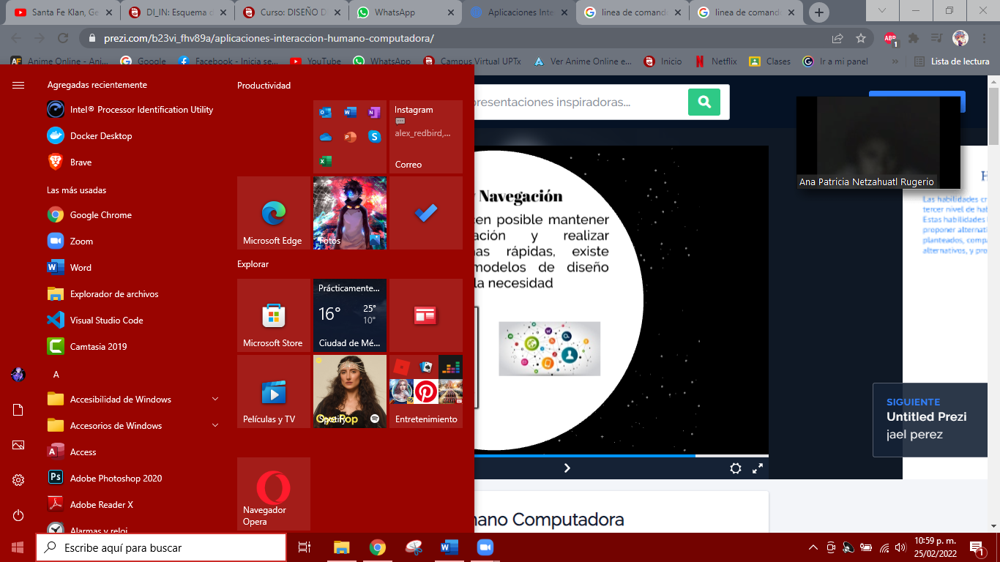 Santa Fe Klan, Ge
DI_IN: Esquema d
Curso: DISEÑO D
WhatsApp
Aplicaciones Inte
linea de comand
linea de comand
prezi.com/b23vi_fhv89a/aplicaciones-interaccion-humano-computadora/
ABP
1
Anime Online - Ani...
Google
Facebook - Inicia se...
YouTube
WhatsApp
Campus Virtual UPTx
Ver Anime Online e...
Inicio
Netflix
Clases
Ir a mi panel
»
Lista de lectura
Agregadas recientemente
Intel® Processor Identification Utility
Docker Desktop
Brave
Las más usadas
Google Chrome
Zoom
Word
Explorador de archivos
Visual Studio Code
Camtasia 2019
A
Accesibilidad de Windows
Accesorios de Windows
Access
Adobe Photoshop 2020
Adobe Reader X
Alarmas y reloj
Productividad
Instagram
alex_redbird,...
Correo
Microsoft Edge
Fotos
Explorar
Microsoft Store
Prácticamente...
16°
25°
10°
Ciudad de Mé...
Películas y TV
Spotify
Entretenimiento
Navegador
Opera
resentaciones inspiradoras...
Navegación
en posible mantener
ación y realizar
as rápidas, existe
modelos de diseño
la necesidad
Ana Patricia Netzahuatl Rugerio
H
Las habilidades cr
tercer nivel de hab
Estas habilidades
proponer alternati
planteados, compa
alternativos, y pro
SIGUIENTE
Untitled Prezi
jael perez
mano Computadora
Escribe aquí para buscar
10:59 p. m.
25/02/2022
1